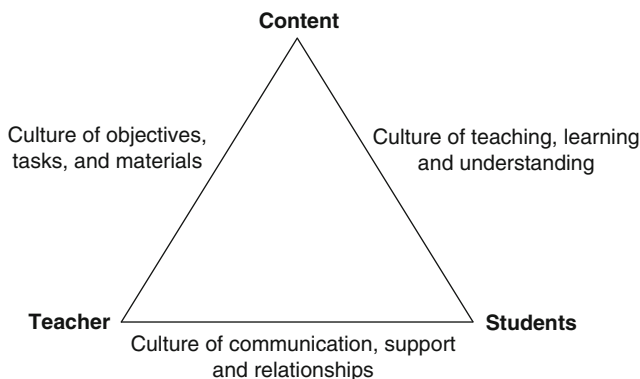 Content
Culture of objectives,
tasks, and materials
Culture of teaching, learning
and understanding
Teacher
Students
Culture of communication, support
and relationships